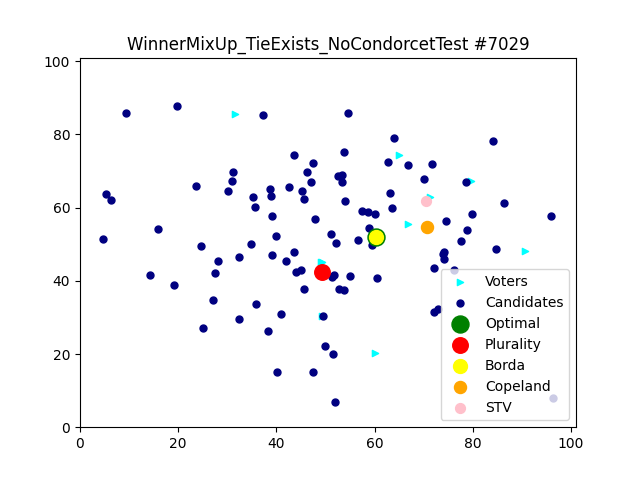 WinnerMixUp_TieExists_NoCondorcetTest #7029
100
80
60
40
20
0
0 20 40 60 80 100
Voters
Candidates
Optimal
Plurality
Borda
Copeland
STV